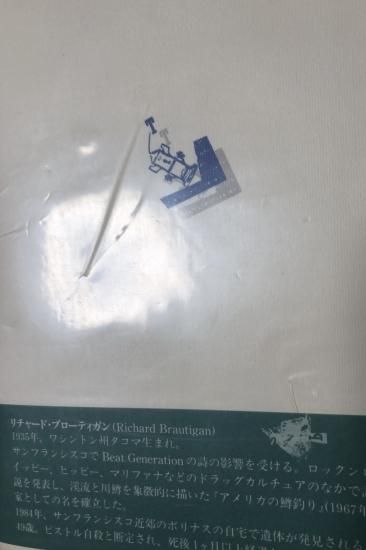 T
T
リチャード・ブローティガン(Richard Brautigan)
1935年、ワシントン州タコマ生まれ。
サンフランシスコでBeat Generationの詩の影響を受ける。ロックン
イッピー、ヒッピー、マリファナなどのドラッグカルチュアのなかで
説を発表し、渓流と川鱒を象徴的に描いた「アメリカの鱒釣り」(1967年
家としての名を確立した。
1984年、サンフランシスコ近郊のボリナスの自宅で遺体が発見される
49歳。ピストル自殺と断定され、死後1ヶ月以上経